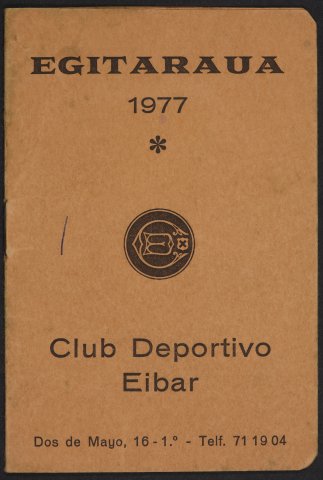 EGITARAUA
1977
*
Club Deportivo
Eibar
Dos de Mayo, 16 - 1.º - Telf. 71 19 04